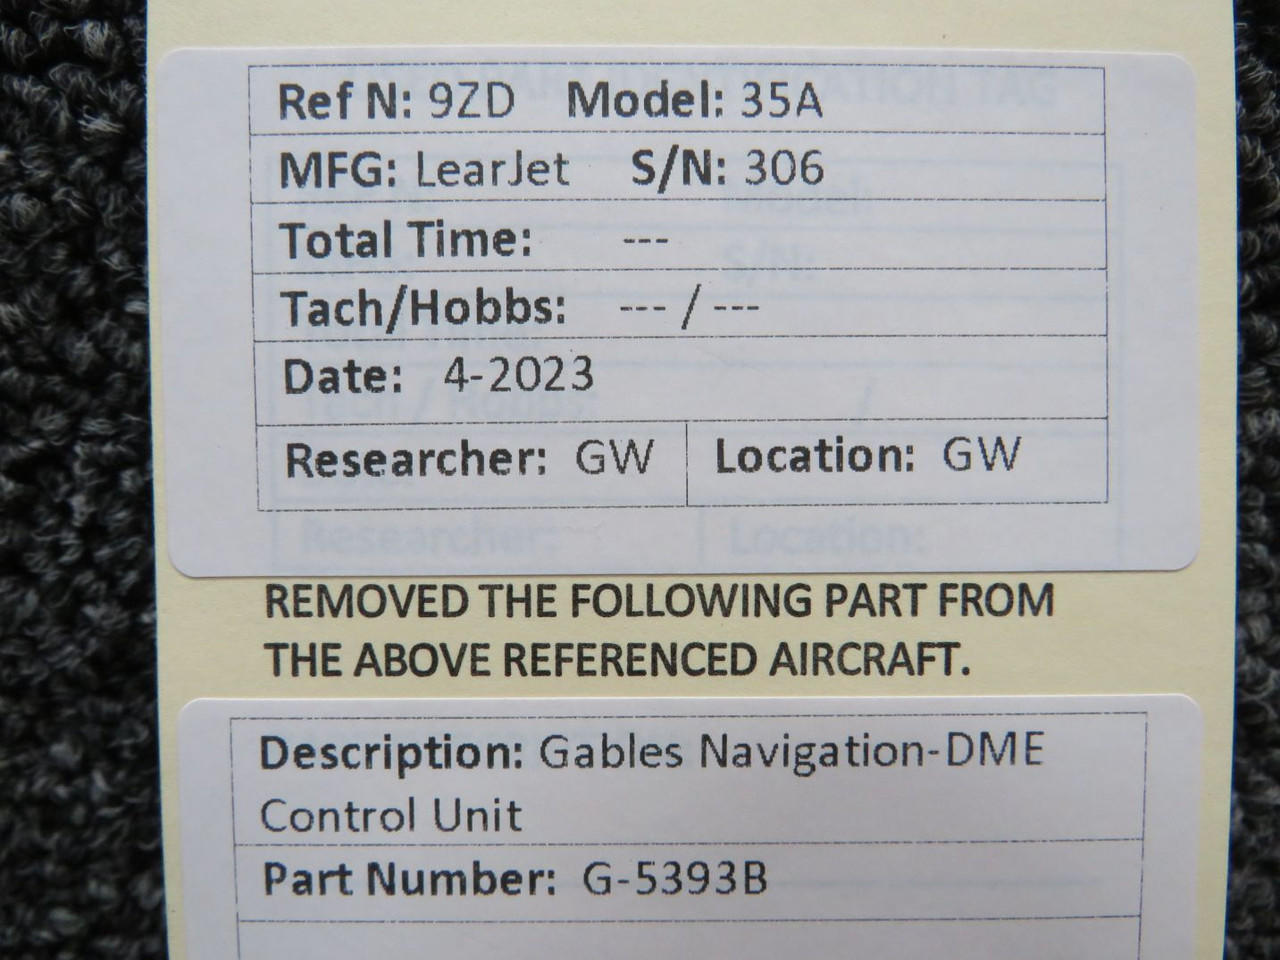 Ref N: 9ZD Model: 35A
MFG: LearJet S/N: 306
Total Time: ---
Tach/Hobbs: --- / ---
Date: 4-2023
Researcher: GW Location: GW
REMOVED THE FOLLOWING PART FROM
THE ABOVE REFERENCED AIRCRAFT.
Description: Gables Navigation-DME
Control Unit
Part Number: G-5393B